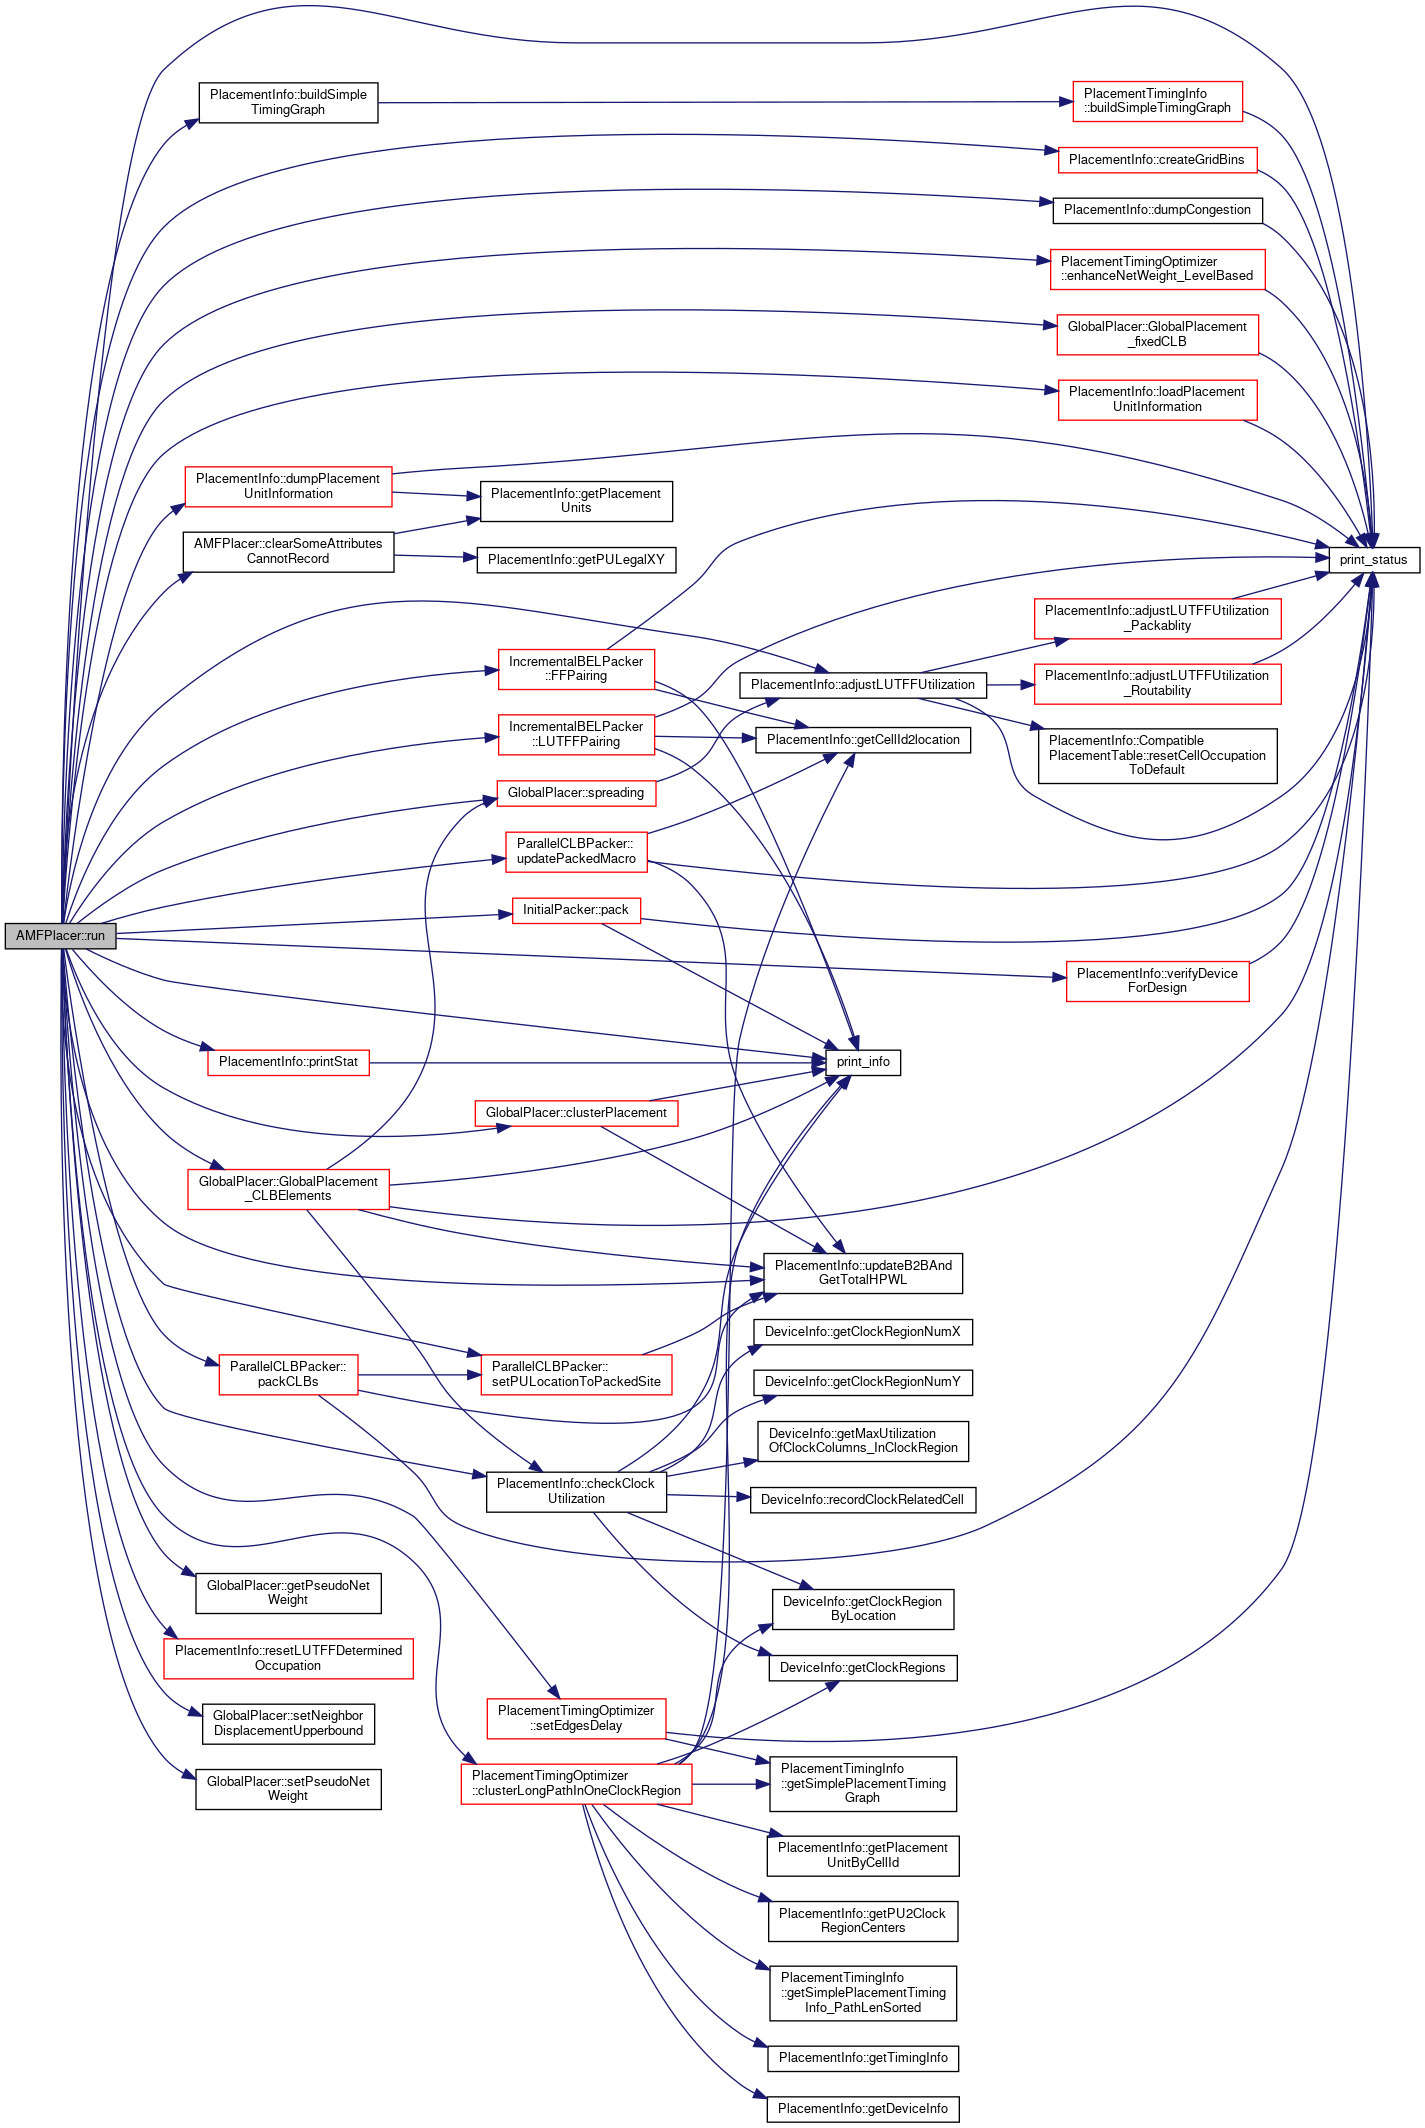 PlacementInfo::buildSimple
TimingGraph
PlacementTimingInfo
::buildSimpleTimingGraph
PlacementInfo::createGridBins
PlacementInfo::dumpCongestion
PlacementTimingOptimizer
::enhanceNetWeight_LevelBased
GlobalPlacer::GlobalPlacement
_fixedCLB
PlacementInfo::loadPlacement
UnitInformation
PlacementInfo::dumpPlacement
UnitInformation
PlacementInfo::getPlacement
Units
AMFPlacer::clearSomeAttributes
CannotRecord
PlacementInfo::getPULegalXY
print_status
PlacementInfo::adjustLUTFFUtilization
_Packablity
IncrementalBELPacker
::FFPairing
PlacementInfo::adjustLUTFFUtilization
PlacementInfo::adjustLUTFFUtilization
_Routability
IncrementalBELPacker
::LUTFFPairing
PlacementInfo::getCellId2location
PlacementInfo::Compatible
PlacementTable::resetCellOccupation
ToDefault
GlobalPlacer::spreading
ParallelCLBPacker::
updatePackedMacro
InitialPacker::pack
AMFPlacer::run
PlacementInfo::verifyDevice
ForDesign
PlacementInfo::printStat
print_info
GlobalPlacer::clusterPlacement
GlobalPlacer::GlobalPlacement
_CLBElements
PlacementInfo::updateB2BAnd
GetTotalHPWL
DeviceInfo::getClockRegionNumX
ParallelCLBPacker::
packCLBs
ParallelCLBPacker::
setPULocationToPackedSite
DeviceInfo::getClockRegionNumY
DeviceInfo::getMaxUtilization
OfClockColumns_InClockRegion
PlacementInfo::checkClock
Utilization
DeviceInfo::recordClockRelatedCell
GlobalPlacer::getPseudoNet
Weight
DeviceInfo::getClockRegion
ByLocation
PlacementInfo::resetLUTFFDetermined
Occupation
DeviceInfo::getClockRegions
GlobalPlacer::setNeighbor
DisplacementUpperbound
PlacementTimingOptimizer
::setEdgesDelay
GlobalPlacer::setPseudoNet
Weight
PlacementTimingOptimizer
::clusterLongPathInOneClockRegion
PlacementTimingInfo
::getSimplePlacementTiming
Graph
PlacementInfo::getPlacement
UnitByCellId
PlacementInfo::getPU2Clock
RegionCenters
PlacementTimingInfo
::getSimplePlacementTiming
Info_PathLenSorted
PlacementInfo::getTimingInfo
PlacementInfo::getDeviceInfo